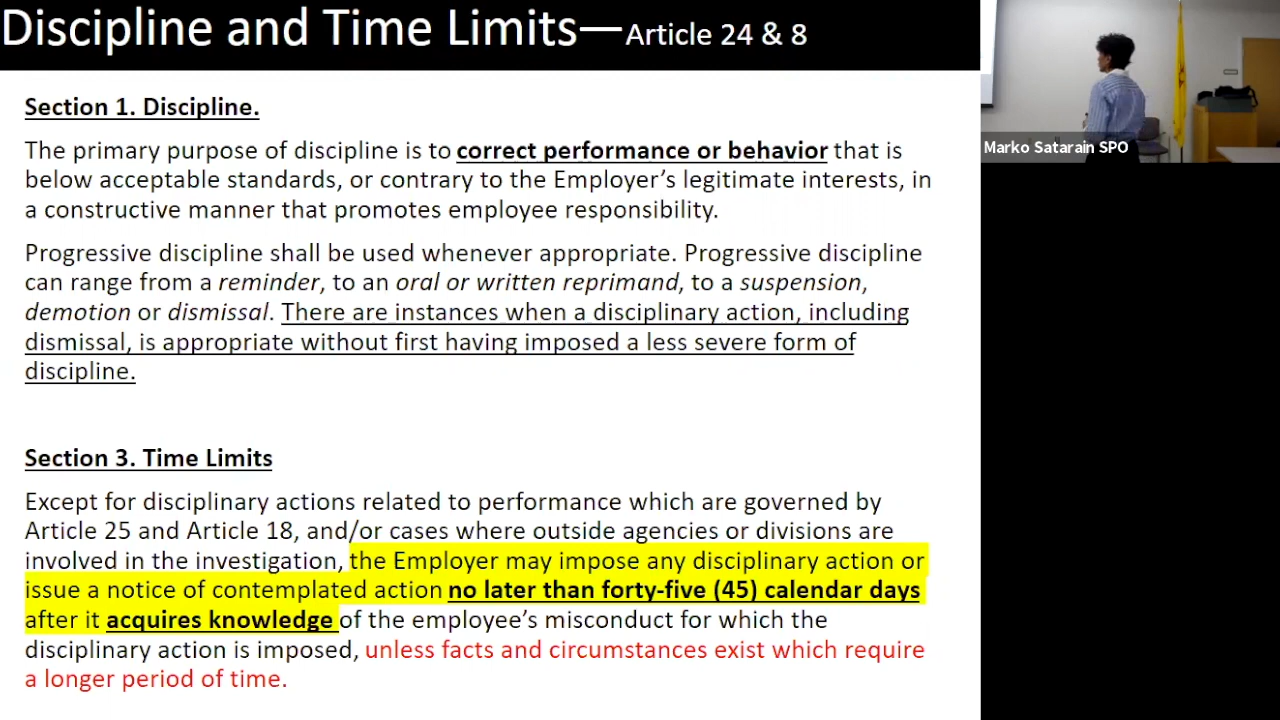 Discipline and Time Limits—Article 24 & 8
Section 1. Discipline.
The primary purpose of discipline is to correct performance or behavior that is
below acceptable standards, or contrary to the Employer’s legitimate interests, in
a constructive manner that promotes employee responsibility.
Progressive discipline shall be used whenever appropriate. Progressive discipline
can range from a reminder, to an oral or written reprimand, to a suspension,
demotion or dismissal. There are instances when a disciplinary action, including
dismissal, is appropriate without first having imposed a less severe form of
discipline.
Section 3. Time Limits
Except for disciplinary actions related to performance which are governed by
Article 25 and Article 18, and/or cases where outside agencies or divisions are
involved in the investigation, the Employer may impose any disciplinary action or
issue a notice of contemplated action no later than forty-five (45) calendar days
after it acquires knowledge of the employee’s misconduct for which the
disciplinary action is imposed, unless facts and circumstances exist which require
a longer period of time.
Marko Satarain SPO